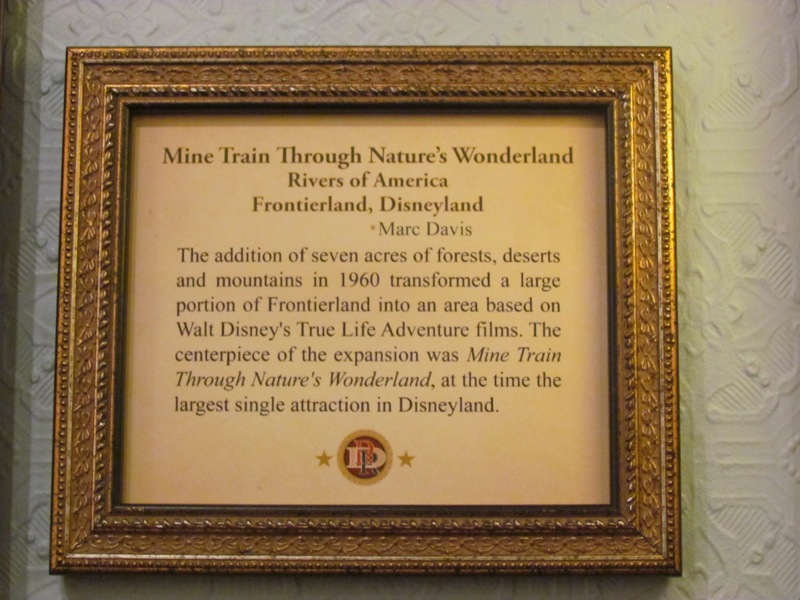 Mine Train Through Nature's Wonderland
Rivers of America
Frontierland, Disneyland
Marc Davis
The addition of seven acres of forests, deserts
and mountains in 1960 transformed a large
portion of Frontierland into an area based on
Walt Disney's True Life Adventure films. The
centerpiece of the expansion was Mine Train
Through Nature's Wonderland, at the time the
largest single attraction in Disneyland.